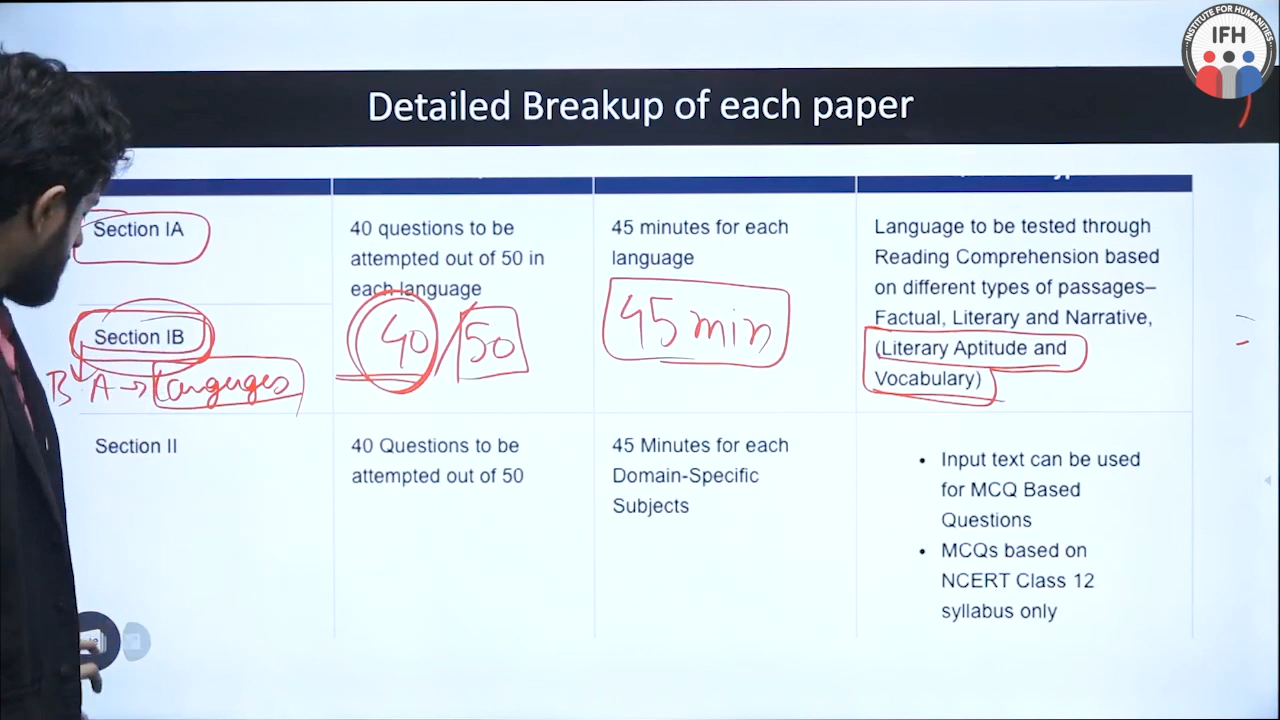 INSTITUTE FOR HUMANITIES
IFH
Detailed Breakup of each paper
Section IA
40 questions to be
attempted out of 50 in
each language
45 minutes for each
language
Language to be tested through
Reading Comprehension based
on different types of passages–
Factual, Literary and Narrative,
(Literary Aptitude and
Vocabulary)
Section IB
40/50
45 min
B A → Languages
Section II
40 Questions to be
attempted out of 50
45 Minutes for each
Domain-Specific
Subjects
• Input text can be used
for MCQ Based
Questions
• MCQs based on
NCERT Class 12
syllabus only